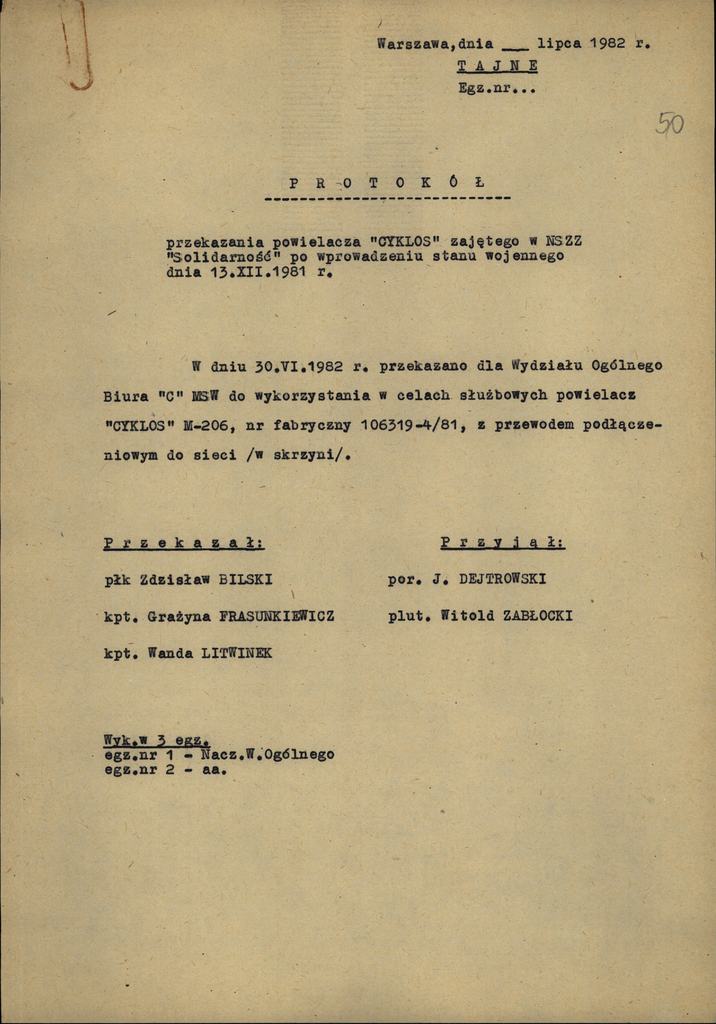 Warszawa,dnia ___ lipca 1982 r.
T A J N E
Egz.nr...
50
P R O T O K Ó Ł
przekazania powielacza "CYKLOS" zajętego w NSZZ
"Solidarność" po wprowadzeniu stanu wojennego
dnia 13.XII.1981 r.
W dniu 30.VI.1982 r. przekazano dla Wydziału Ogólnego
Biura "C" MSW do wykorzystania w celach służbowych powielacz
"CYKLOS" M-206, nr fabryczny 106319-4/81, z przewodem podłącze-
niowym do sieci /w skrzyni/.
P r z e k a z a ł:
płk Zdzisław BILSKI
kpt. Grażyna FRASUNKIEWICZ
kpt. Wanda LITWINEK
P r z y j ą ł:
por. J. DEJTROWSKI
plut. Witold ZABŁOCKI
Wyk.w 3 egz.
egz.nr 1 - Nacz.W.Ogólnego
egz.nr 2 - aa.